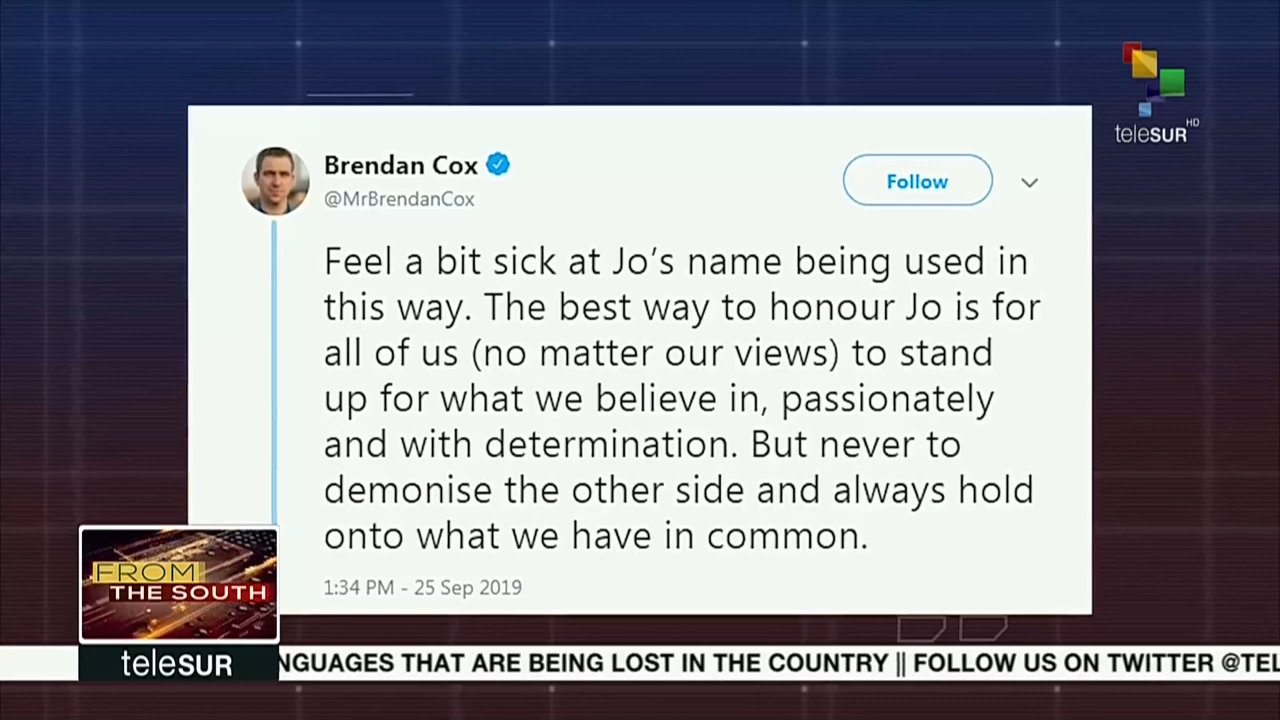 teleSUR HD
Brendan Cox
@MrBrendanCox
Follow
Feel a bit sick at Jo’s name being used in
this way. The best way to honour Jo is for
all of us (no matter our views) to stand
up for what we believe in, passionately
and with determination. But never to
demonise the other side and always hold
onto what we have in common.
1:34 PM - 25 Sep 2019
FROM
THE SOUTH
teleSUR
NGUAGES THAT ARE BEING LOST IN THE COUNTRY || FOLLOW US ON TWITTER @TEL